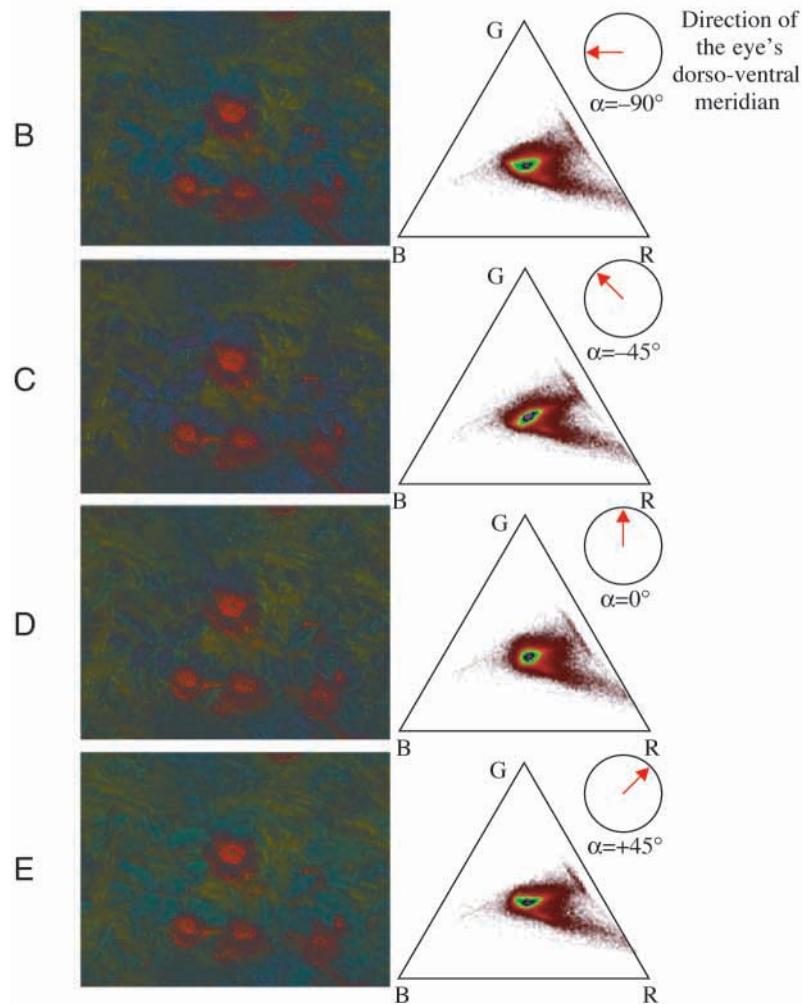 G
Direction of
the eye's
dorso-ventral
meridian
α=–90°
B
B
R
G
α=–45°
C
B
R
G
α=0°
D
B
R
G
α=+45°
E
B
R